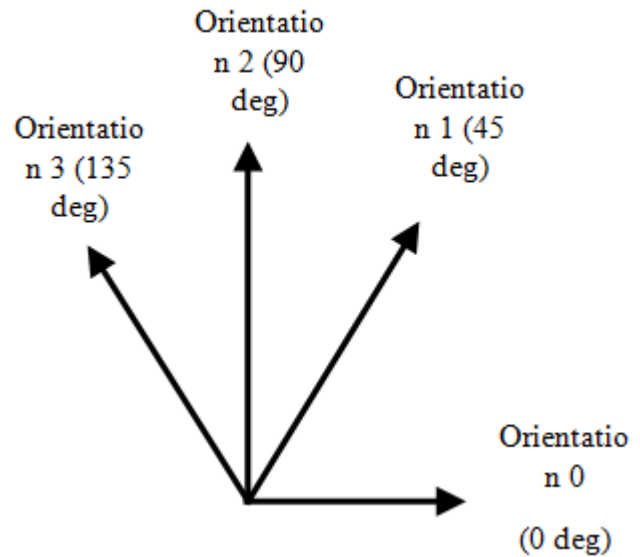 Orientatio
n 2 (90
deg)
Orientatio
n 1 (45
deg)
Orientatio
n 3 (135
deg)
Orientatio
n 0
(0 deg)